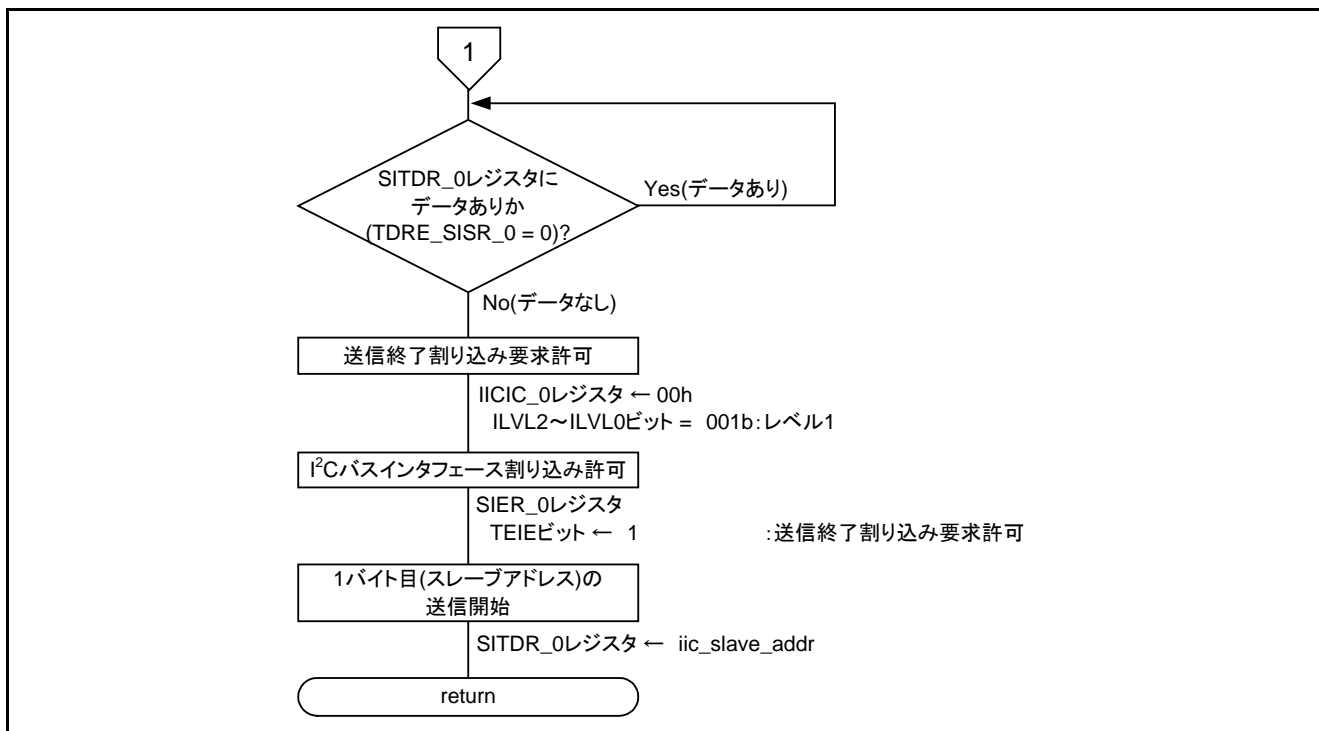 1
SITDR_0レジスタに
データありか
(TDRE_SISR_0 = 0)?
Yes(データあり)
No(データなし)
送信終了割り込み要求許可
IICIC_0レジスタ ← 00h
ILVL2～ILVL0ビット = 001b:レベル1
I²Cバスインタフェース割り込み許可
SIER_0レジスタ
TEIEビット ← 1 :送信終了割り込み要求許可
1バイト目(スレーブアドレス)の
送信開始
SITDR_0レジスタ ← iic_slave_addr
return